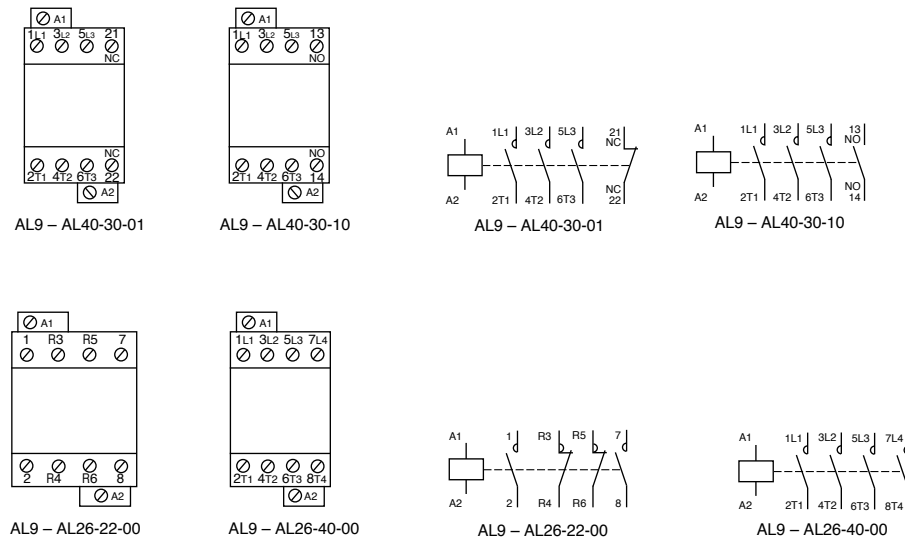 A1
1L1 3L2 5L3 21
NC
NC
2T1 4T2 6T3 22
A2
AL9 – AL40-30-01
A1
1L1 3L2 5L3 13
NO
NO
2T1 4T2 6T3 14
A2
AL9 – AL40-30-10
A1 1L1 3L2 5L3 21
NC
NC
A2 2T1 4T2 6T3 22
AL9 – AL40-30-01
A1 1L1 3L2 5L3 13
NO
NO
A2 2T1 4T2 6T3 14
AL9 – AL40-30-10
A1
1 R3 R5 7
2 R4 R6 8
A2
AL9 – AL26-22-00
A1
1L1 3L2 5L3 7L4
2T1 4T2 6T3 8T4
A2
AL9 – AL26-40-00
A1 1 R3 R5 7
A2 2 R4 R6 8
AL9 – AL26-22-00
A1 1L1 3L2 5L3 7L4
A2 2T1 4T2 6T3 8T4
AL9 – AL26-40-00